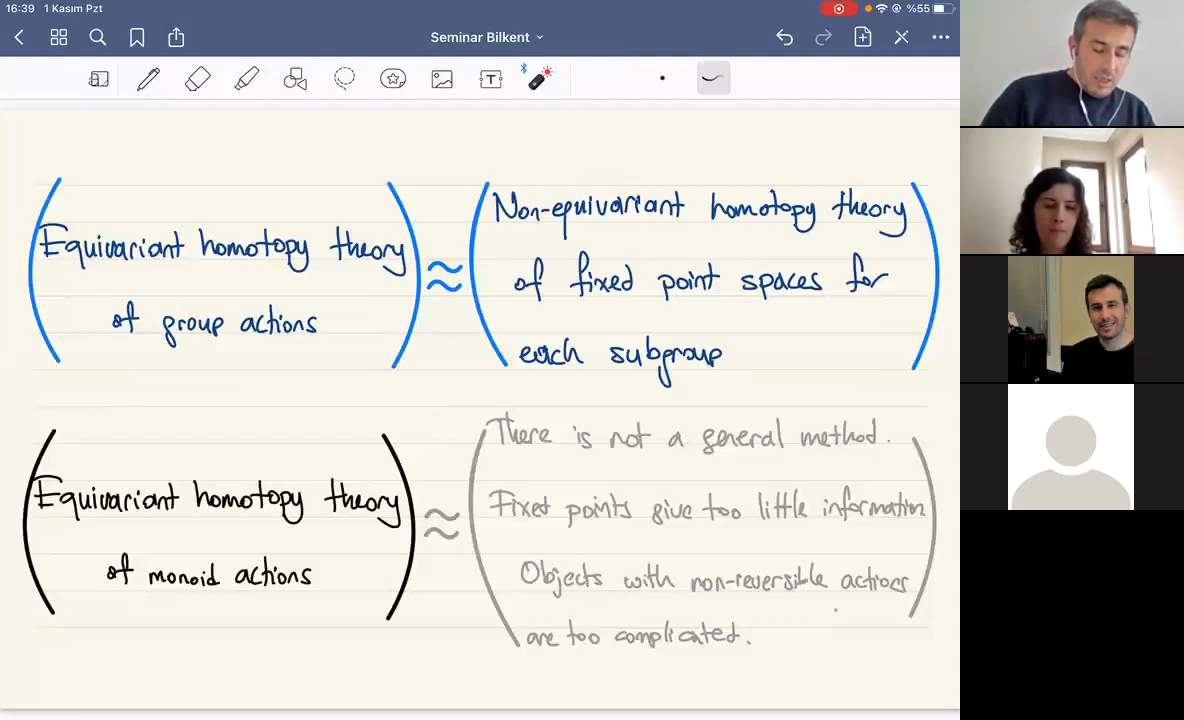 16:39 1 Kasım Pzt
%55
Seminar Bilkent
T
Equivariant homotopy theory
of group actions
≈
Non-equivariant homotopy theory
of fixed point spaces for
each subgroup
Equivariant homotopy theory
of monoid actions
≈
There is not a general method.
Fixed points give too little information
Objects with non-reversible actions
are too complicated.